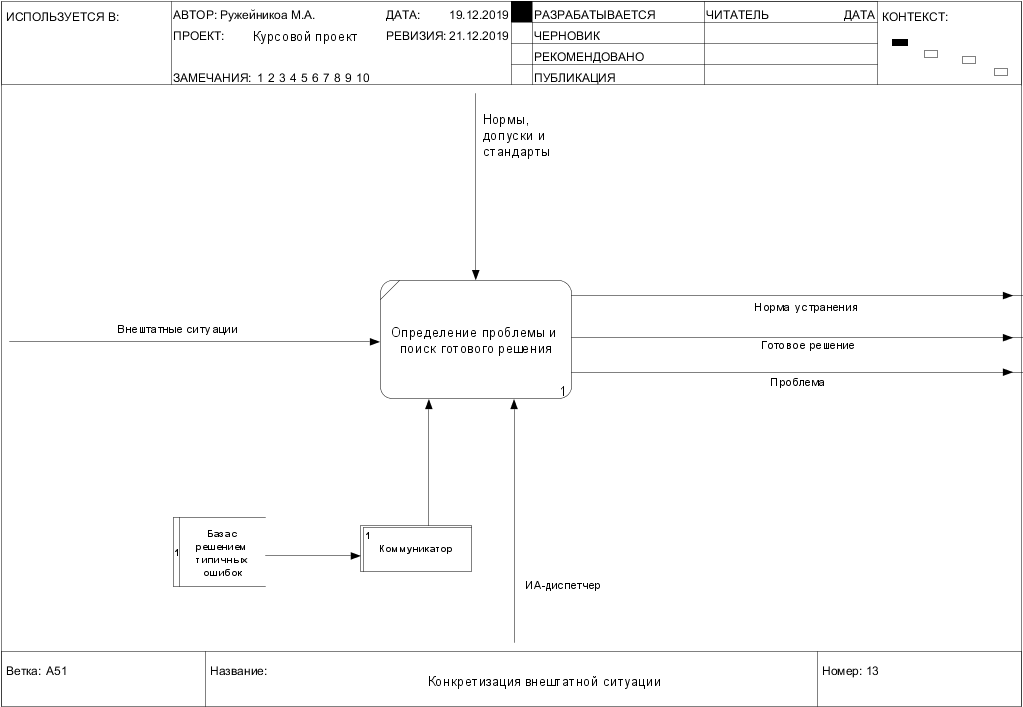 ИСПОЛЬЗУЕТСЯ В:
АВТОР: Ружейникоа М.А.
ДАТА: 19.12.2019
РАЗРАБАТЫВАЕТСЯ
ЧИТАТЕЛЬ
ДАТА
КОНТЕКСТ:
ПРОЕКТ: Курсовой проект
РЕВИЗИЯ: 21.12.2019
ЧЕРНОВИК
РЕКОМЕНДОВАНО
ЗАМЕЧАНИЯ: 1 2 3 4 5 6 7 8 9 10
ПУБЛИКАЦИЯ
Нормы,
допуски и
стандарты
Внештатные ситуации
Определение проблемы и
поиск готового решения
1
Норма устранения
Готовое решение
Проблема
1
База с
решением
типичных
ошибок
1
Коммуникатор
ИА-диспетчер
Ветка: A51
Название:
Конкретизация внештатной ситуации
Номер: 13